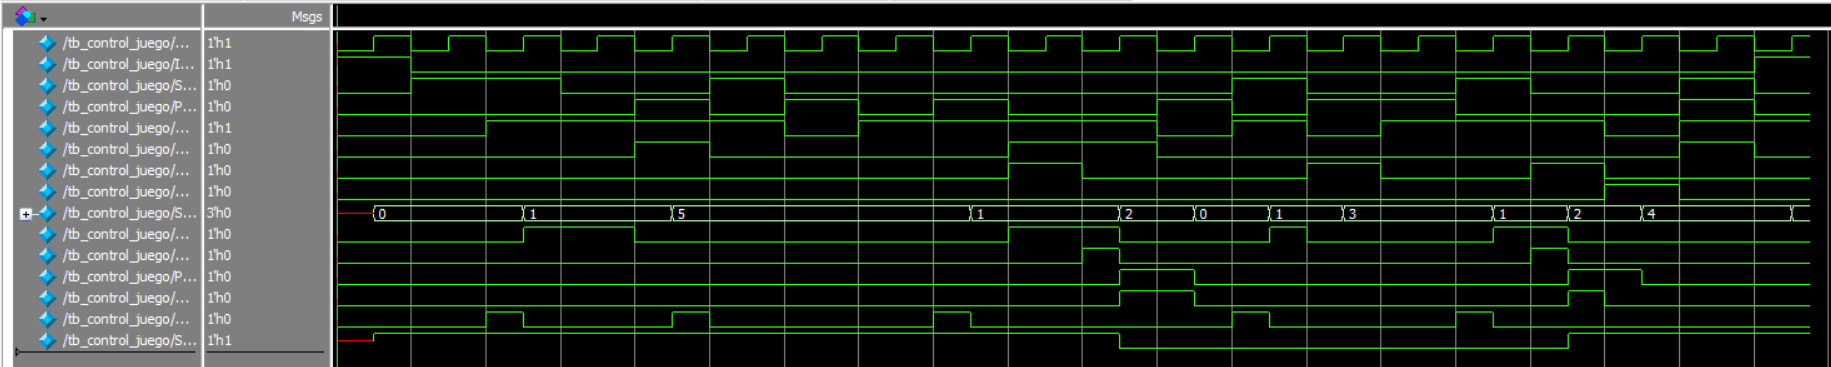 Msgs
/tb_control_juego/... 1'h1
/tb_control_juego/I... 1'h1
/tb_control_juego/S... 1'h0
/tb_control_juego/P... 1'h0
/tb_control_juego/... 1'h1
/tb_control_juego/... 1'h0
/tb_control_juego/... 1'h0
/tb_control_juego/... 1'h0
/tb_control_juego/S... 3'h0 0 1 5 1 2 0 1 3 1 2 4
/tb_control_juego/... 1'h0
/tb_control_juego/... 1'h0
/tb_control_juego/P... 1'h0
/tb_control_juego/... 1'h0
/tb_control_juego/... 1'h0
/tb_control_juego/S... 1'h1